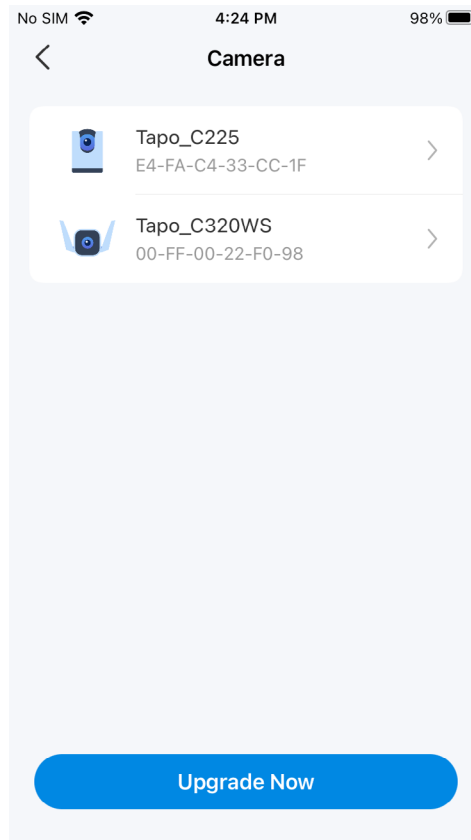 No SIM 4:24 PM 98%
Camera
Tapo_C225
E4-FA-C4-33-CC-1F
Tapo_C320WS
00-FF-00-22-F0-98
Upgrade Now